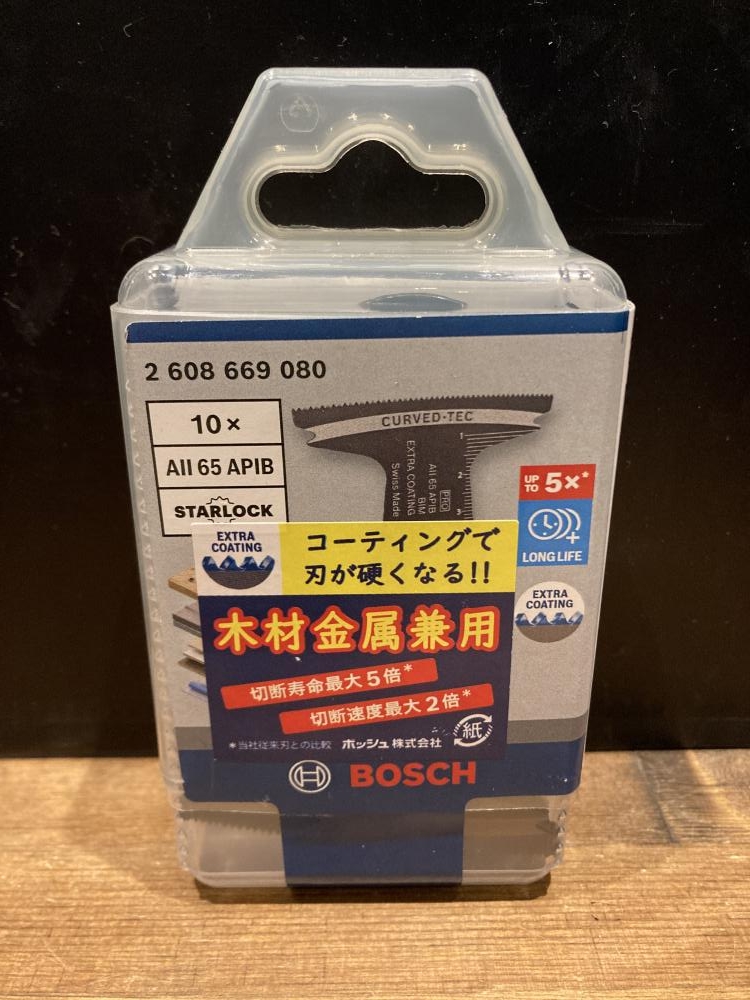 2 608 669 080
10×
AII 65 APIB
STARLOCK
CURVED-TEC
1
2
3
EXTRA COATING
Swiss Made
AII 65 APIB
BIM
PRO
UP TO 5×*
LONG LIFE
EXTRA
COATING
EXTRA
COATING
コーティングで
刃が硬くなる!!
木材金属兼用
切断寿命最大5倍*
切断速度最大2倍*
*当社従来刃との比較 ボッシュ株式会社
紙
BOSCH